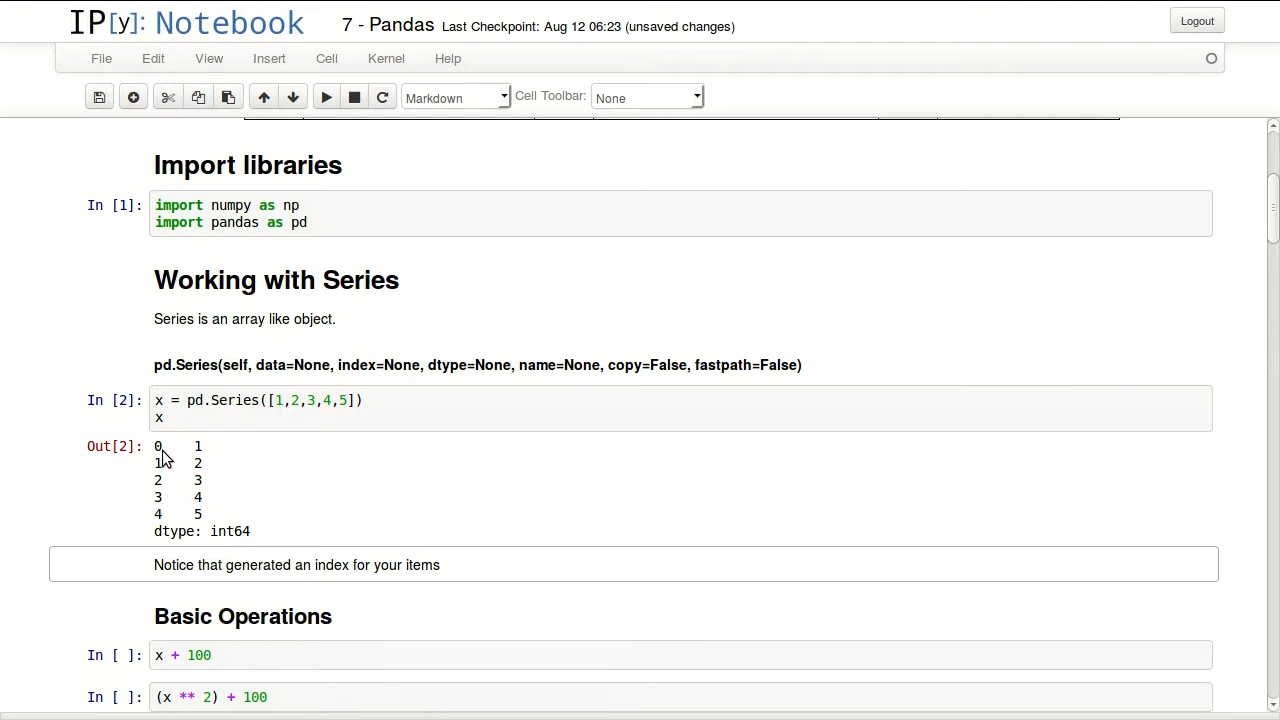 IP[y]: Notebook 7 - Pandas Last Checkpoint: Aug 12 06:23 (unsaved changes) Logout
File Edit View Insert Cell Kernel Help
Markdown Cell Toolbar: None
Import libraries
In [1]: import numpy as np
import pandas as pd
Working with Series
Series is an array like object.
pd.Series(self, data=None, index=None, dtype=None, name=None, copy=False, fastpath=False)
In [2]: x = pd.Series([1,2,3,4,5])
x
Out[2]: 0 1
1 2
2 3
3 4
4 5
dtype: int64
Notice that generated an index for your items
Basic Operations
In [ ]: x + 100
In [ ]: (x ** 2) + 100